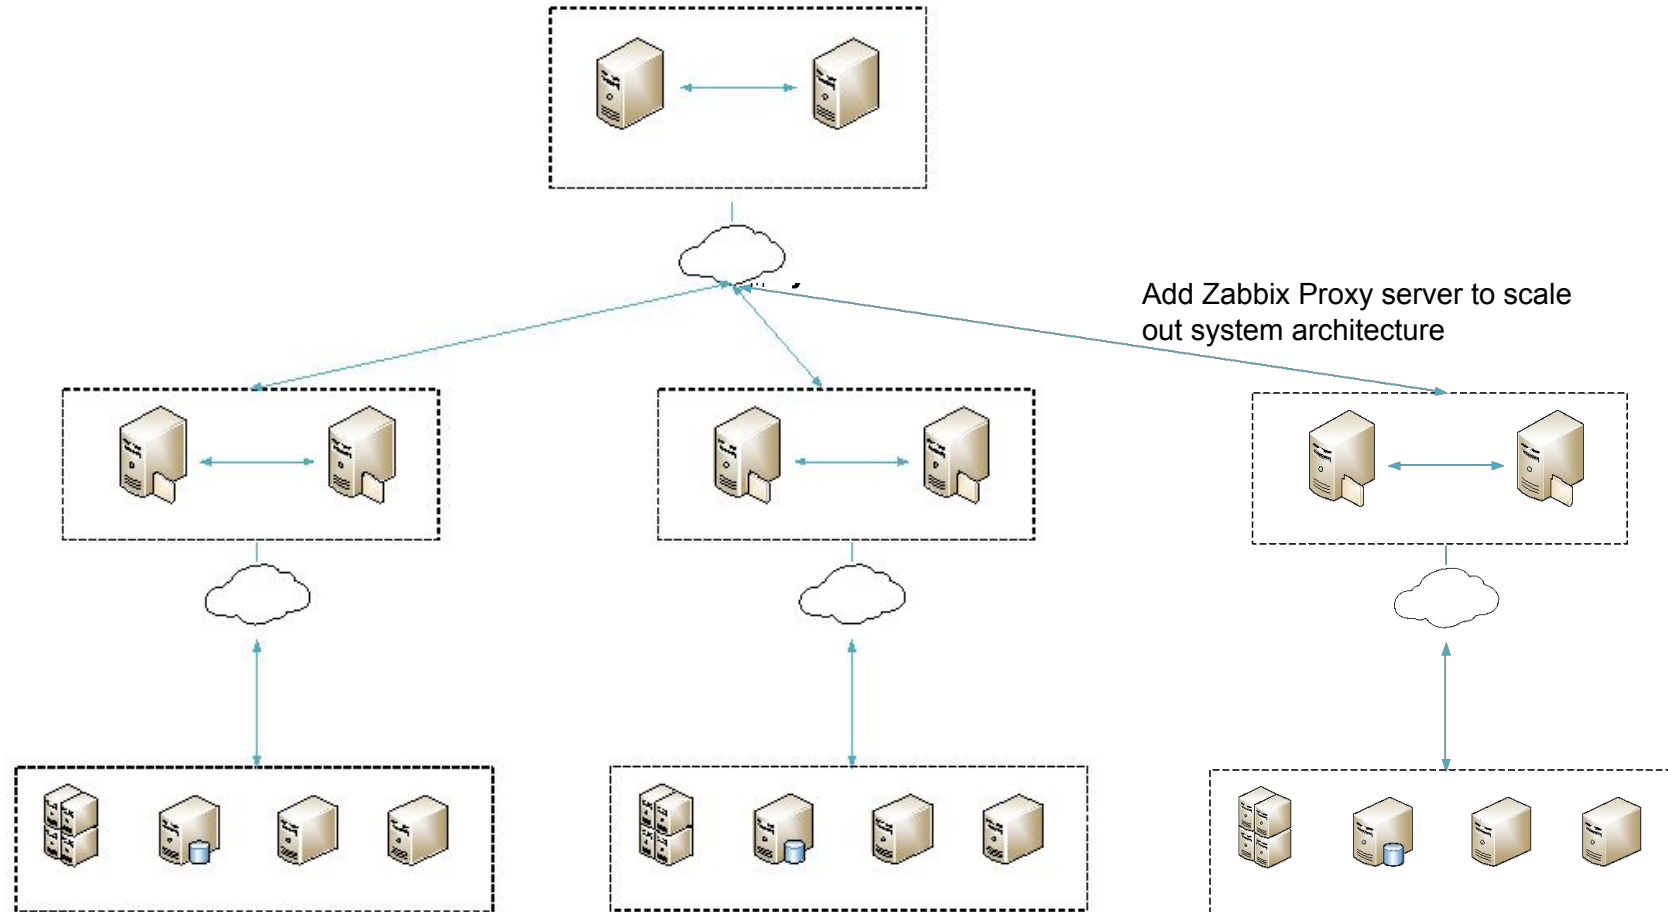 Add Zabbix Proxy server to scale
out system architecture